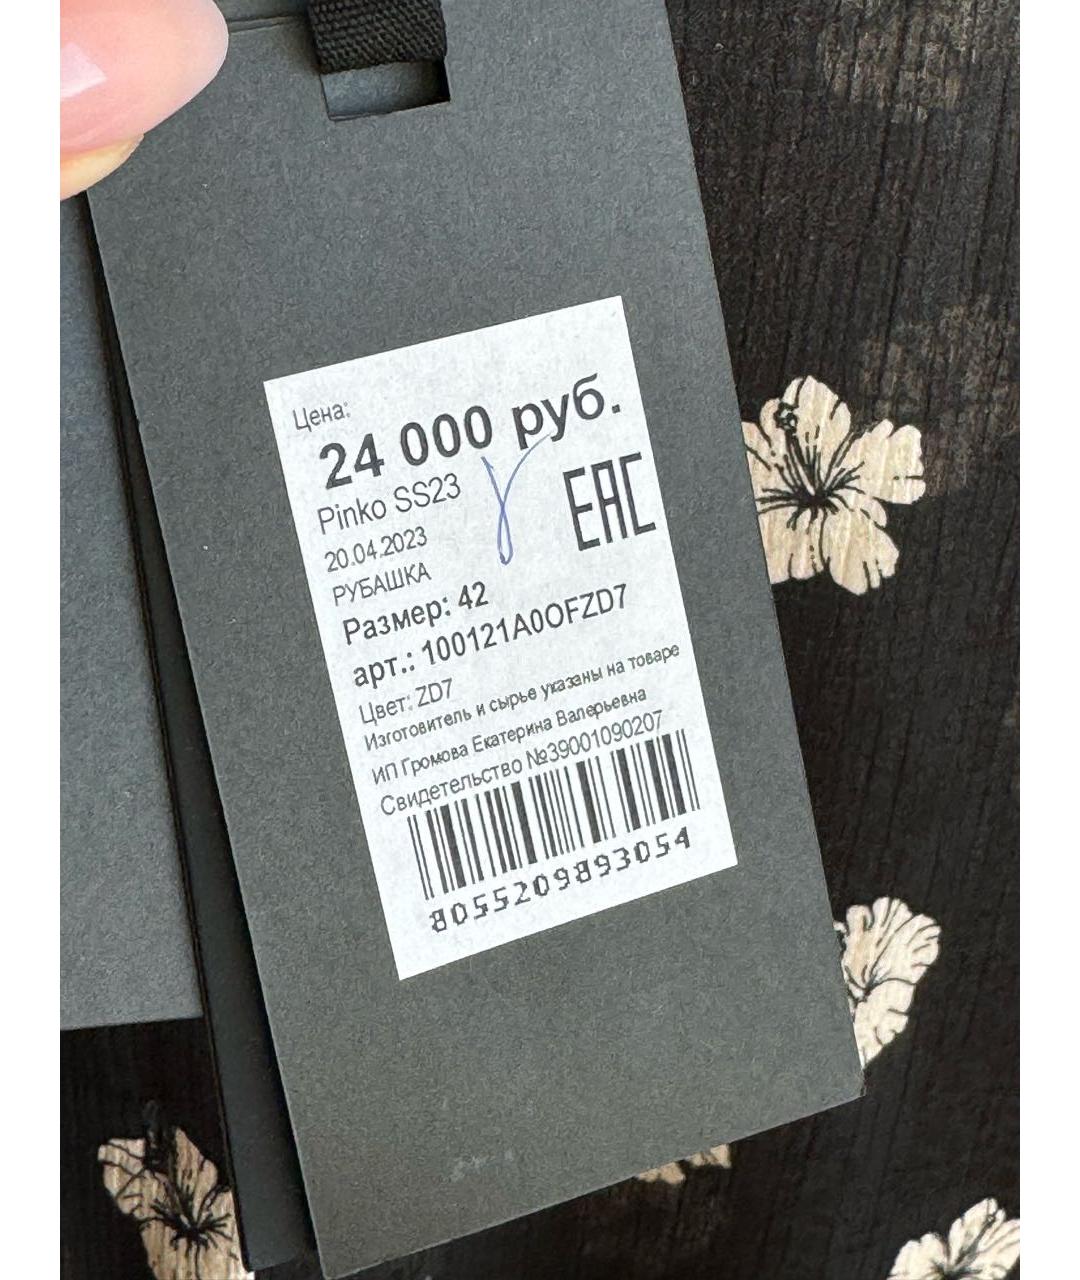 Цена:
24 000 руб.
Pinko SS23
EAC
20.04.2023
РУБАШКА
Размер: 42
арт.: 100121A0OFZD7
Цвет: ZD7
Изготовитель и сырье указаны на товаре
ИП Громова Екатерина Валерьевна
Свидетельство №39001090207
8055209893054